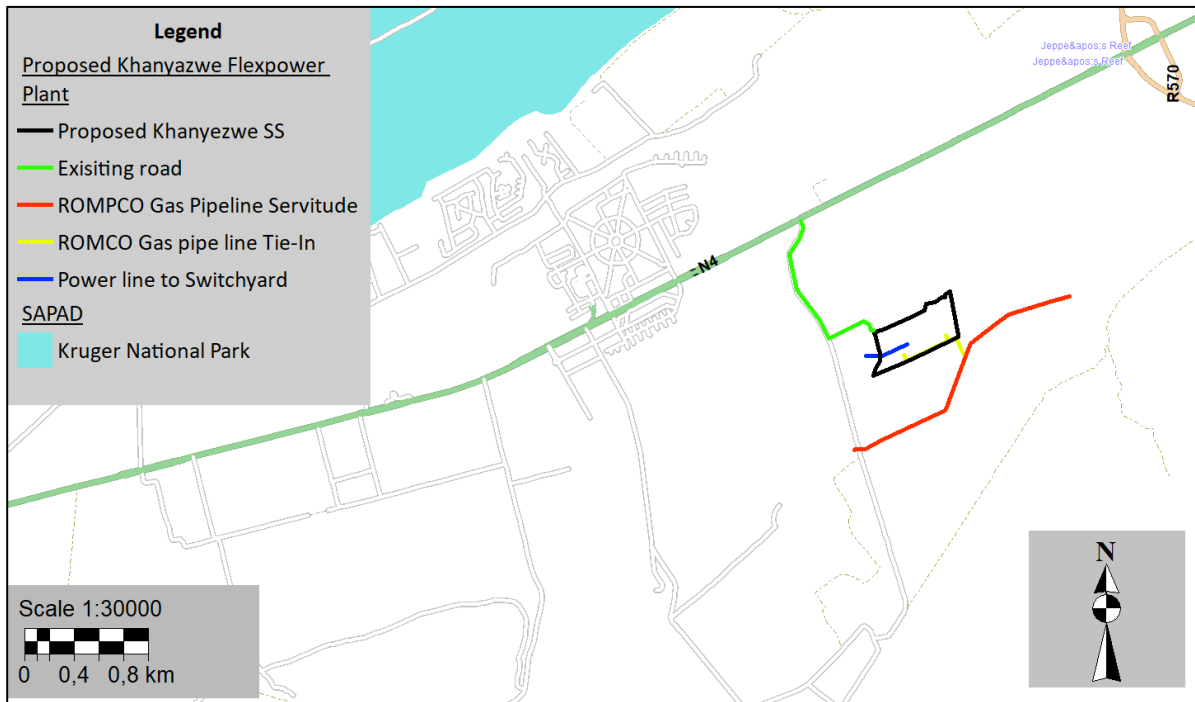 Legend
Proposed Khanyazwe Flexpower
Plant
Proposed Khanyezwe SS
Exisiting road
ROMPCO Gas Pipeline Servitude
ROMCO Gas pipe line Tie-In
Power line to Switchyard
SAPAD
Kruger National Park
Jeppe&apos;s Reef
Jeppe&apos;s Reef
R570
N4
N
Scale 1:30000
0 0,4 0,8 km